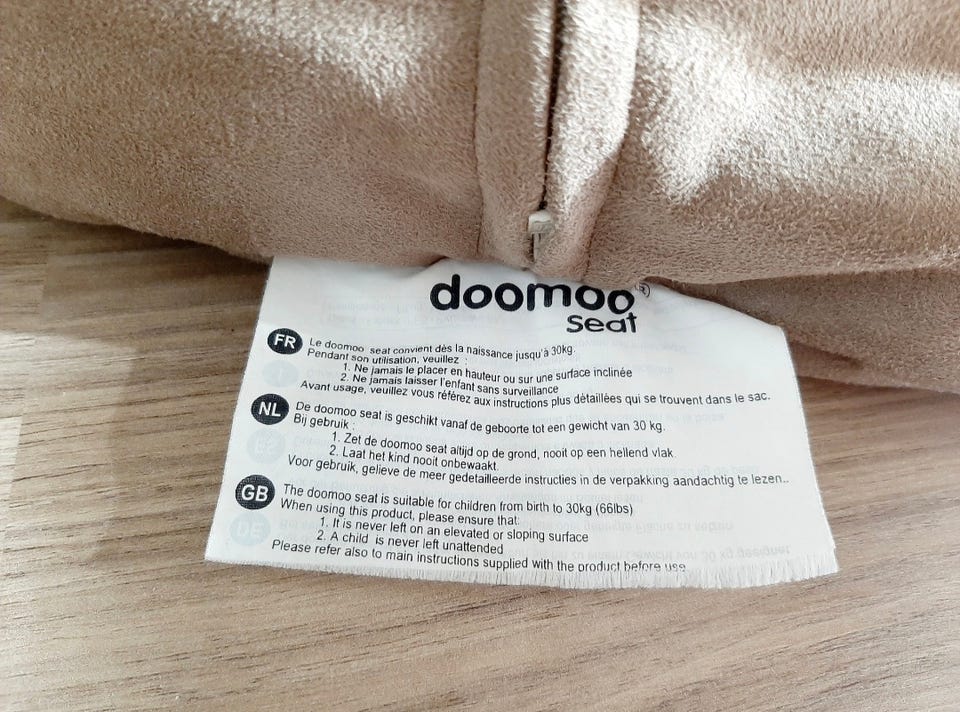 doomoo®
seat
FR Le doomoo seat convient dès la naissance jusqu'à 30kg.
Pendant son utilisation, veuillez :
1. Ne jamais le placer en hauteur ou sur une surface inclinée
2. Ne jamais laisser l'enfant sans surveillance
Avant usage, veuillez vous référez aux instructions plus détaillées qui se trouvent dans le sac.
NL De doomoo seat is geschikt vanaf de geboorte tot een gewicht van 30 kg.
Bij gebruik :
1. Zet de doomoo seat altijd op de grond, nooit op een hellend vlak.
2. Laat het kind nooit onbewaakt.
Voor gebruik, gelieve de meer gedetailleerde instructies in de verpakking aandachtig te lezen..
GB The doomoo seat is suitable for children from birth to 30kg (66lbs)
When using this product, please ensure that:
1. It is never left on an elevated or sloping surface
2. A child is never left unattended
Please refer also to main instructions supplied with the product before use
DE